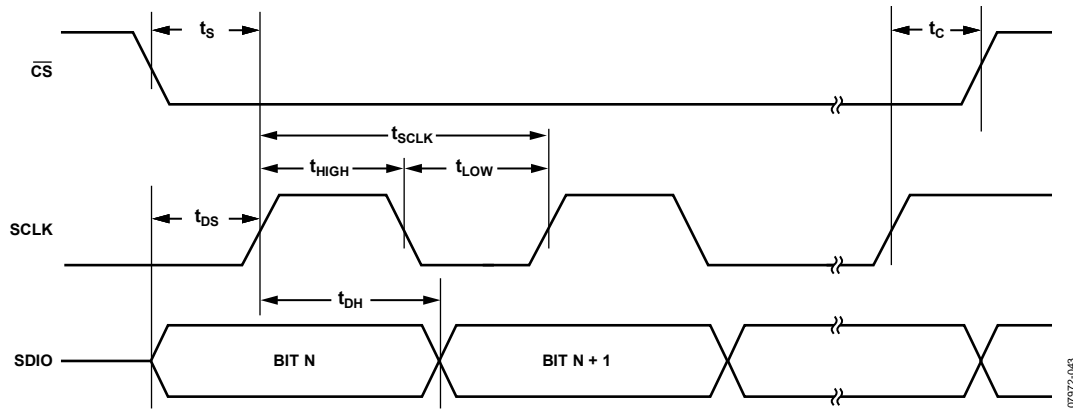 tS
tC
CS
tSCLK
tHIGH
tLOW
tDS
SCLK
tDH
SDIO
BIT N
BIT N + 1
07972-043